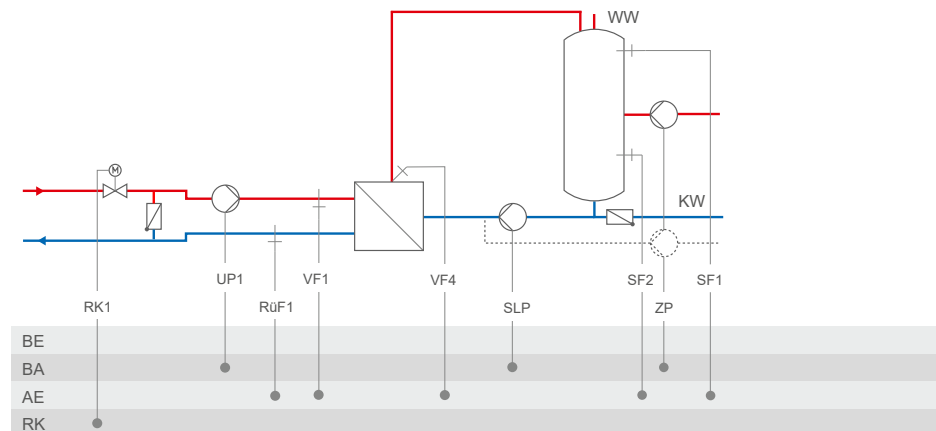 WW
M
KW
UP1 VF1 VF4 SF2 SF1
RK1 RüF1 SLP ZP
BE
BA
AE
RK